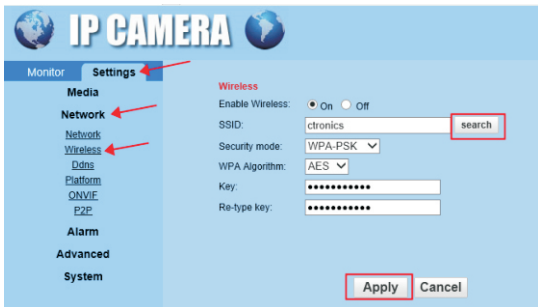 IP CAMERA
Monitor Settings
Media
Network
Network
Wireless
Ddns
Platform
ONVIF
P2P
Alarm
Advanced
System
Wireless
Enable Wireless: On Off
SSID: ctronics search
Security mode: WPA-PSK
WPA Algorithm: AES
Key: •••••••••••
Re-type key: •••••••••••
Apply Cancel